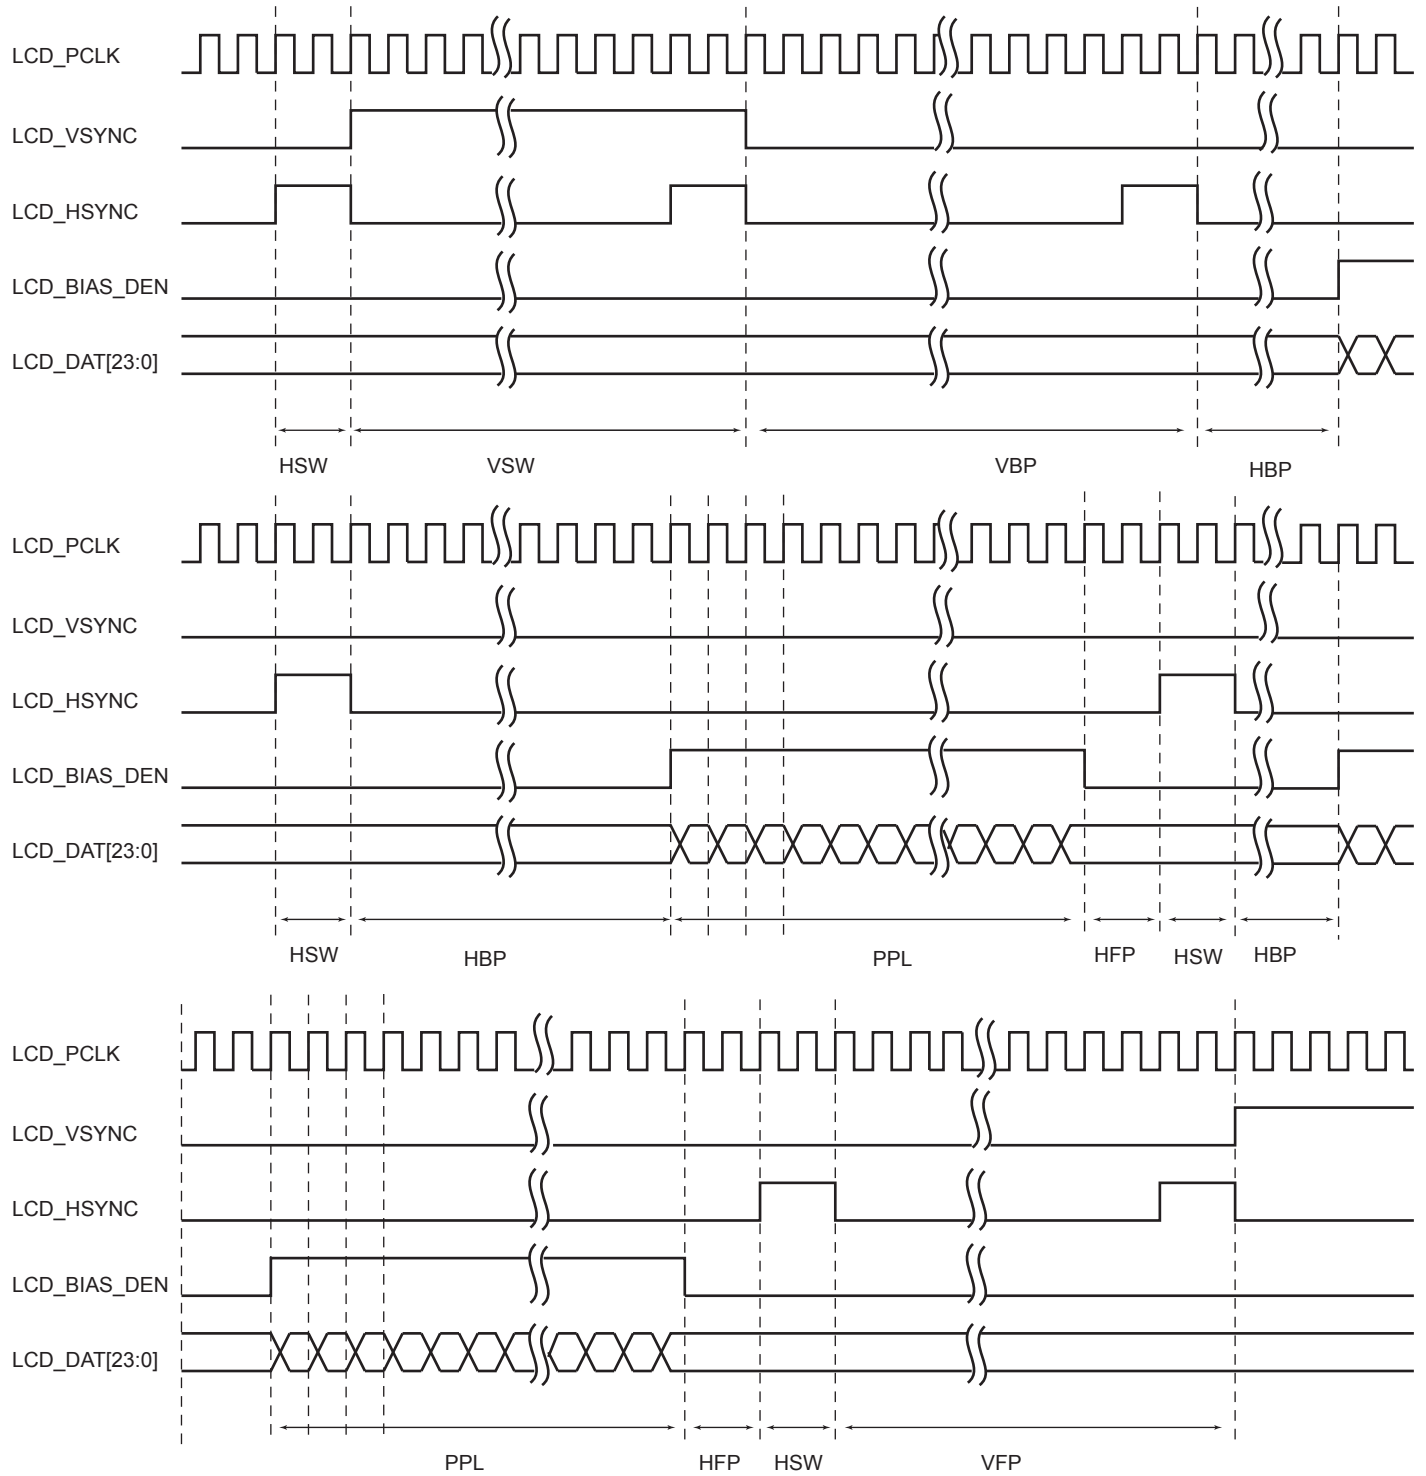 LCD_PCLK
LCD_VSYNC
LCD_HSYNC
LCD_BIAS_DEN
LCD_DAT[23:0]
HSW VSW VBP HBP
LCD_PCLK
LCD_VSYNC
LCD_HSYNC
LCD_BIAS_DEN
LCD_DAT[23:0]
HSW HBP PPL HFP HSW HBP
LCD_PCLK
LCD_VSYNC
LCD_HSYNC
LCD_BIAS_DEN
LCD_DAT[23:0]
PPL HFP HSW VFP